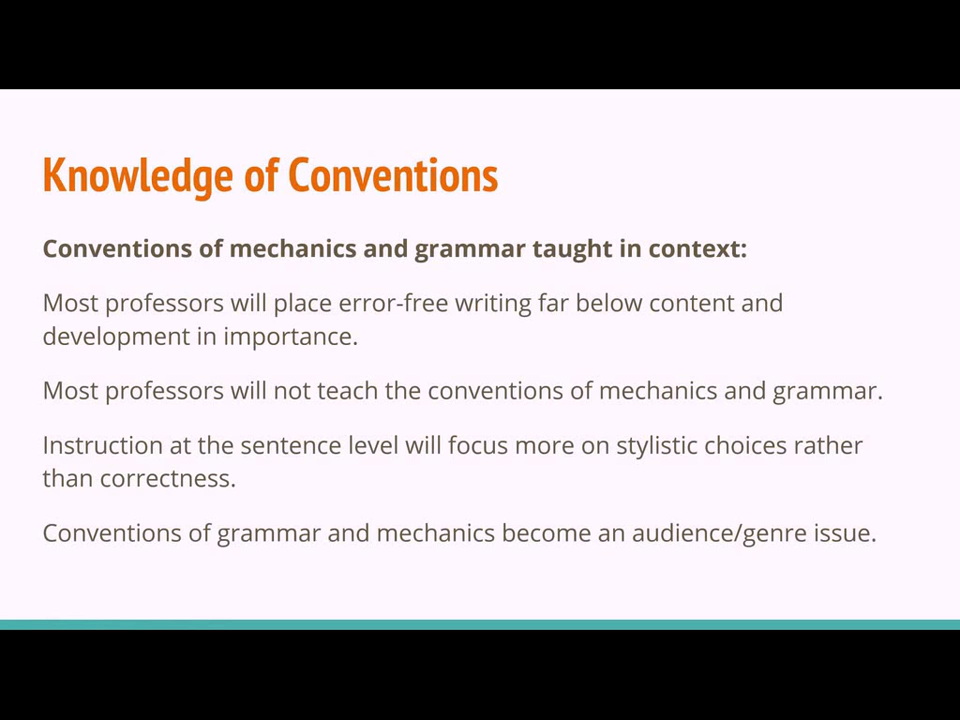 Knowledge of Conventions
Conventions of mechanics and grammar taught in context:
Most professors will place error-free writing far below content and
development in importance.
Most professors will not teach the conventions of mechanics and grammar.
Instruction at the sentence level will focus more on stylistic choices rather
than correctness.
Conventions of grammar and mechanics become an audience/genre issue.